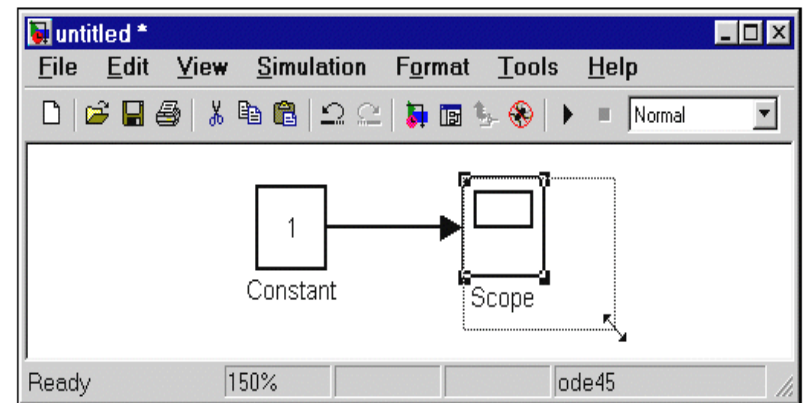 untitled *
File Edit View Simulation Format Tools Help
Normal
1
Constant
Scope
Ready 150% ode45